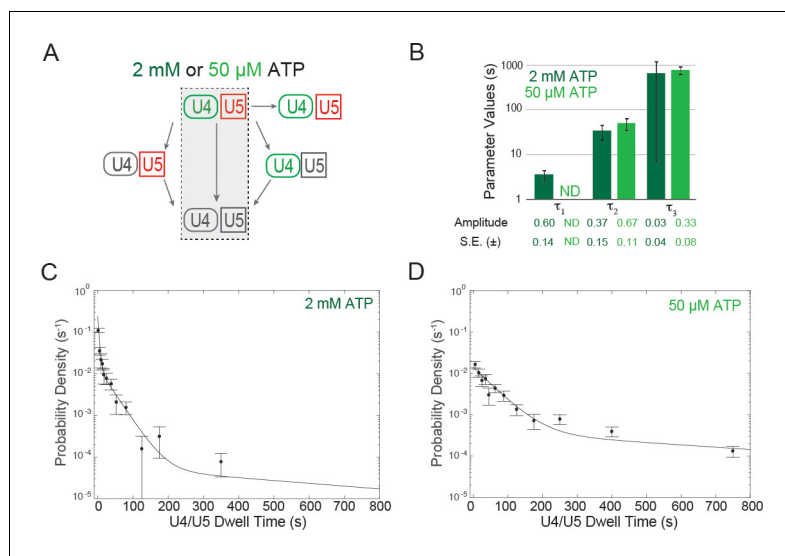 A
2 mM or 50 µM ATP
U4 U5
U4 U5
U4 U5
U4 U5
U4 U5
B
Parameter Values (s)
1000
100
10
1
2 mM ATP
50 µM ATP
ND
τ1 τ2 τ3
Amplitude 0.60 ND 0.37 0.67 0.03 0.33
S.E. (±) 0.14 ND 0.15 0.11 0.04 0.08
C
2 mM ATP
Probability Density (s⁻¹)
10⁰
10⁻¹
10⁻²
10⁻³
10⁻⁴
10⁻⁵
0 100 200 300 400 500 600 700 800
U4/U5 Dwell Time (s)
D
50 µM ATP
Probability Density (s⁻¹)
10⁰
10⁻¹
10⁻²
10⁻³
10⁻⁴
10⁻⁵
0 100 200 300 400 500 600 700 800
U4/U5 Dwell Time (s)